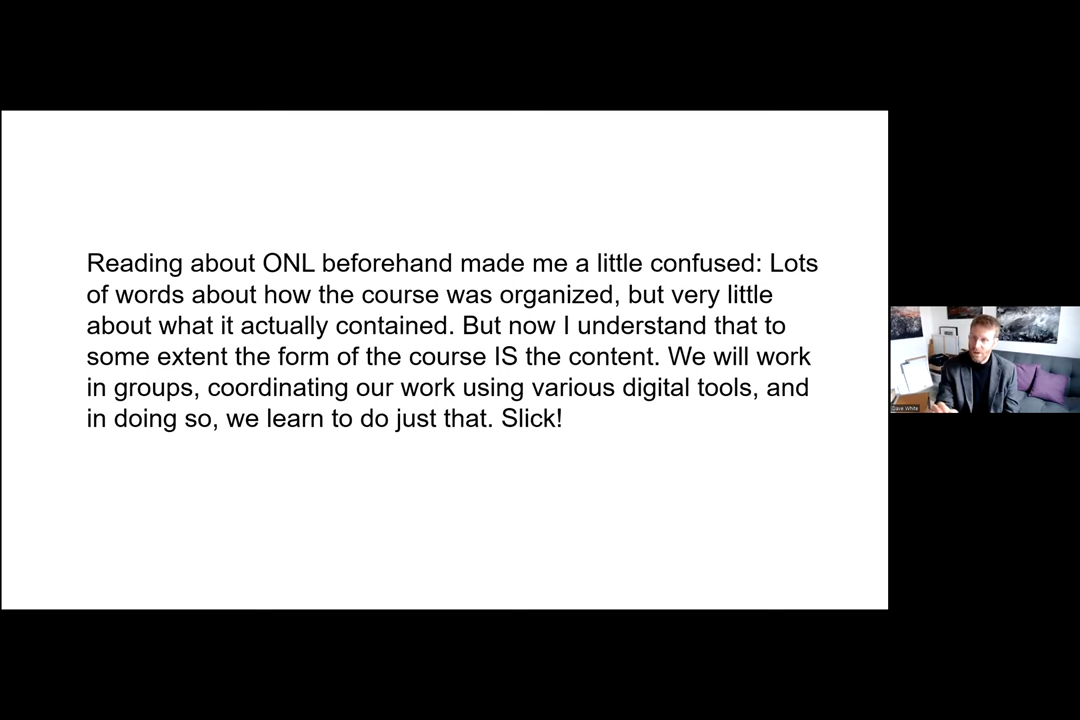 Reading about ONL beforehand made me a little confused: Lots
of words about how the course was organized, but very little
about what it actually contained. But now I understand that to
some extent the form of the course IS the content. We will work
in groups, coordinating our work using various digital tools, and
in doing so, we learn to do just that. Slick!
Dave White